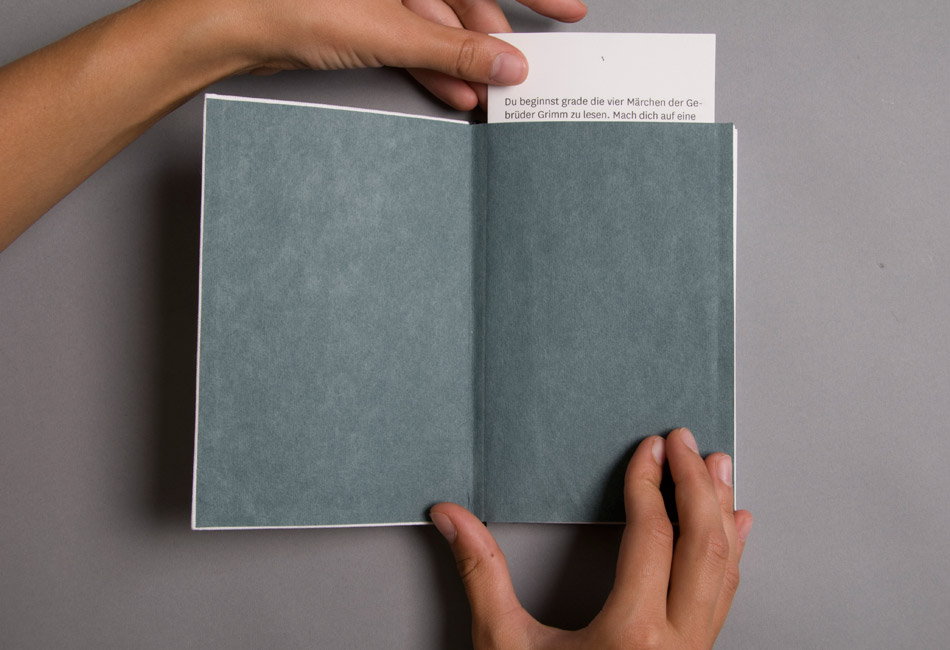 Du beginnst grade die vier Märchen der Ge-
brüder Grimm zu lesen. Mach dich auf eine